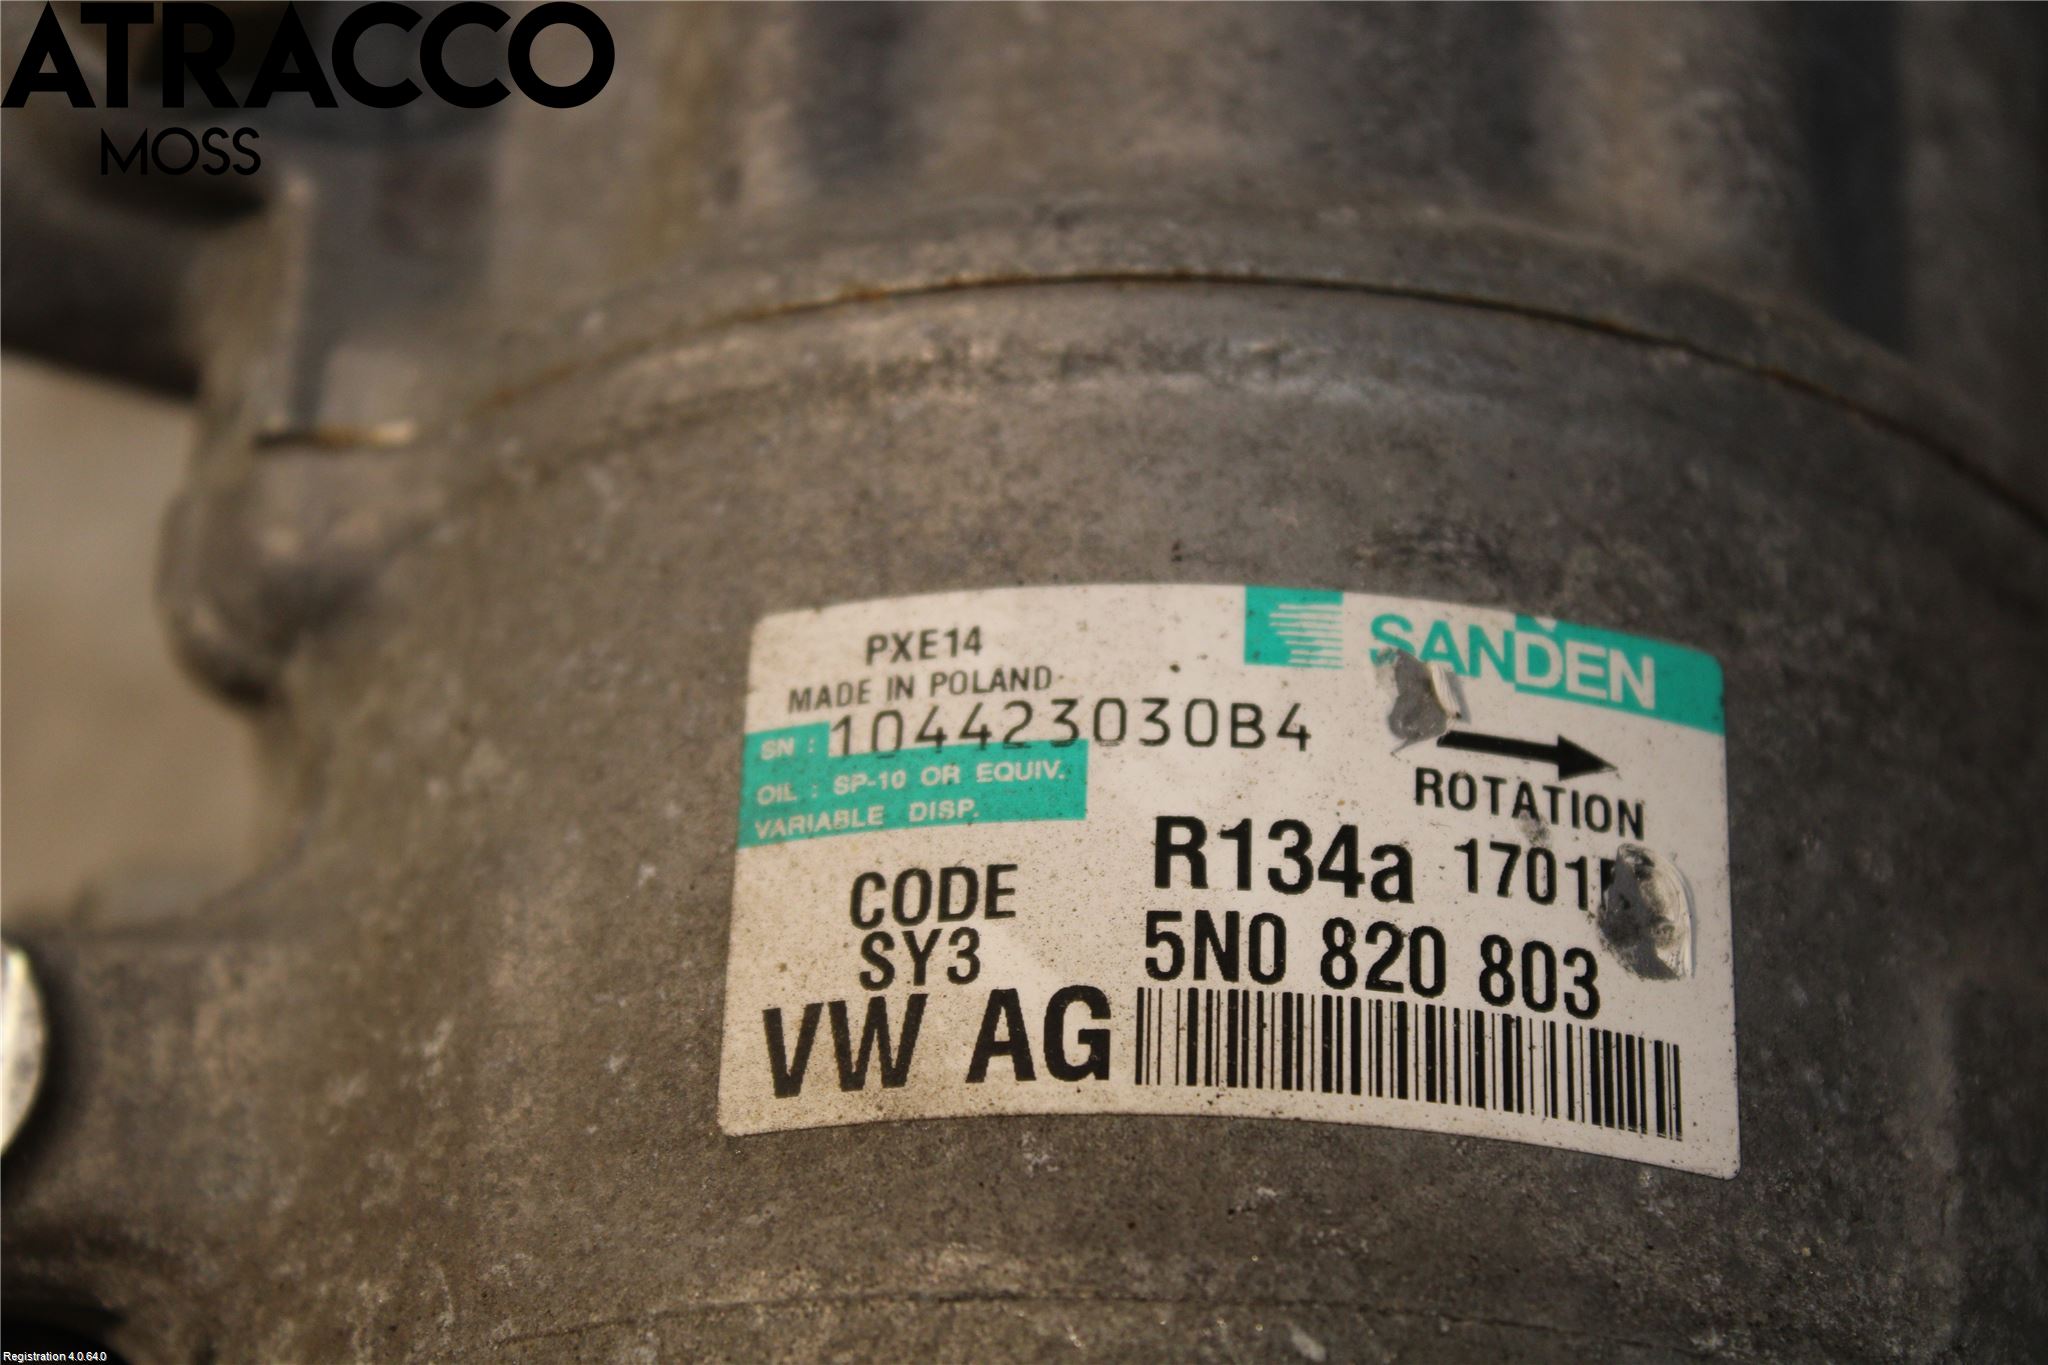 ATRACCO
MOSS
PXE14
MADE IN POLAND
SANDEN
SN : 104423030B4
OIL : SP-10 OR EQUIV.
VARIABLE DISP.
ROTATION
R134a
CODE
SY3
5N0 820 803
VW AG
Registration 4.0.64.0